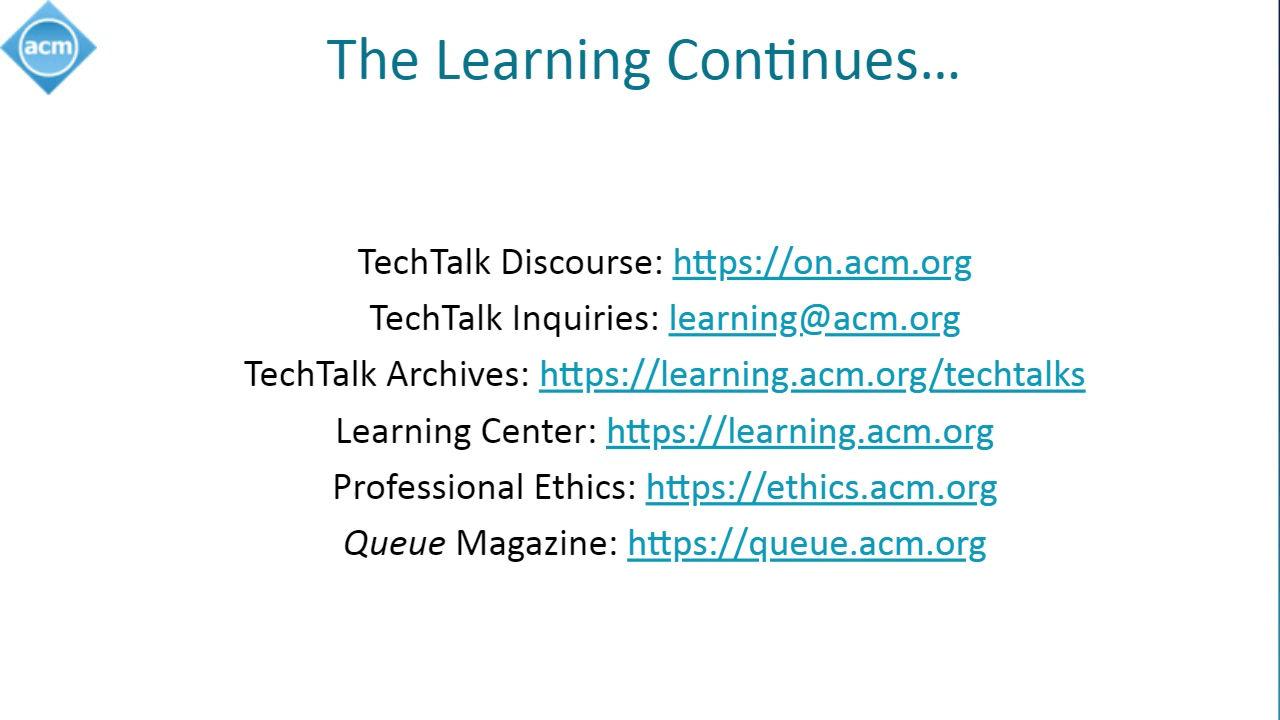 acm
The Learning Continues...
TechTalk Discourse: https://on.acm.org
TechTalk Inquiries: learning@acm.org
TechTalk Archives: https://learning.acm.org/techtalks
Learning Center: https://learning.acm.org
Professional Ethics: https://ethics.acm.org
Queue Magazine: https://queue.acm.org